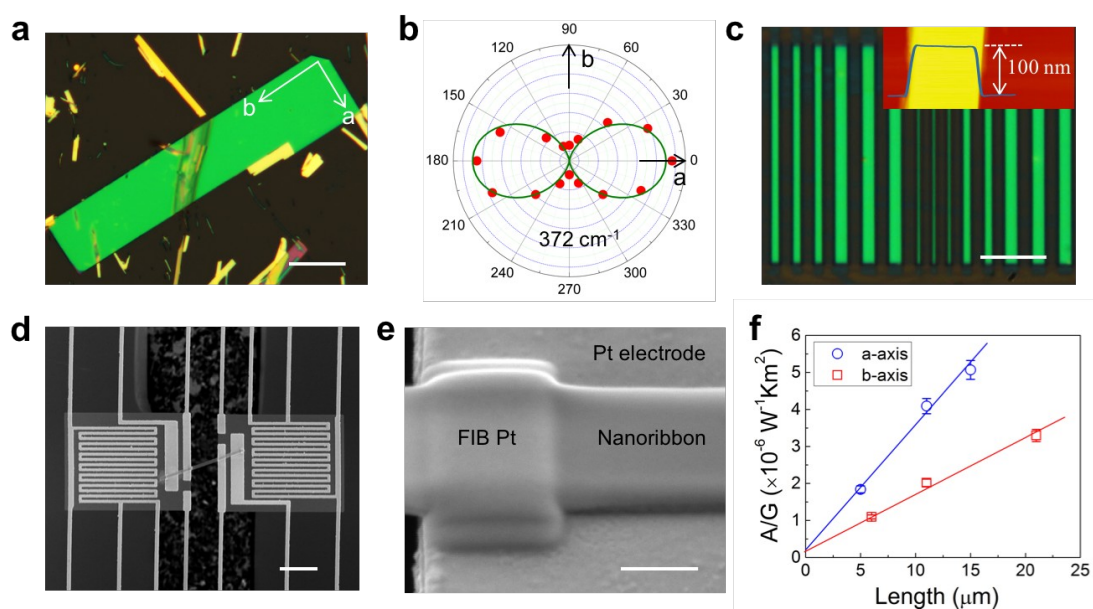 a
b
a
b
90
120
60
150
30
180
0
210
330
240
300
270
b
a
372 cm⁻¹
c
100 nm
d
e
Pt electrode
FIB Pt
Nanoribbon
f
A/G (×10⁻⁶ W⁻¹Km²)
6
5
4
3
2
1
0
a-axis
b-axis
0 5 10 15 20 25
Length (μm)